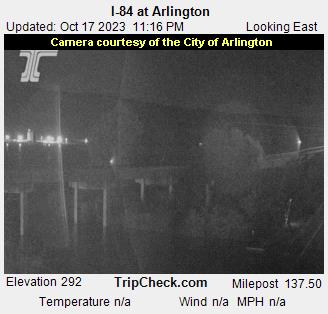 I-84 at Arlington
Updated: Oct 17 2023 11:16 PM Looking East
Camera courtesy of the City of Arlington
Elevation 292 TripCheck.com Milepost 137.50
Temperature n/a Wind n/a MPH n/a